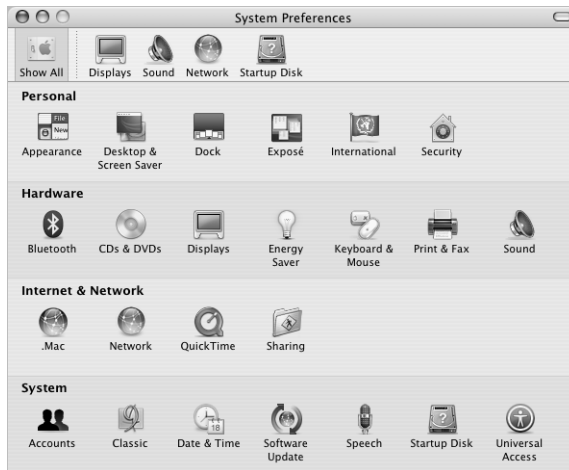 System Preferences
Show All Displays Sound Network Startup Disk
Personal
File
New
Appearance Desktop & Screen Saver Dock Exposé International Security
Hardware
Bluetooth CDs & DVDs Displays Energy Saver Keyboard & Mouse Print & Fax Sound
Internet & Network
.Mac Network QuickTime Sharing
System
18
Accounts Classic Date & Time Software Update Speech Startup Disk Universal Access